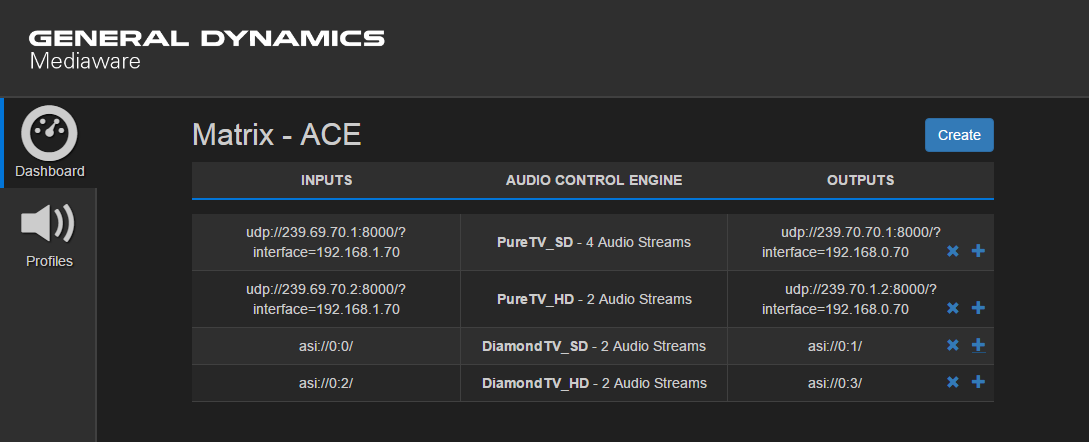 GENERAL DYNAMICS
Mediaware
Dashboard
Profiles
Matrix - ACE
Create
INPUTS AUDIO CONTROL ENGINE OUTPUTS
udp://239.69.70.1:8000/?
interface=192.168.1.70
PureTV_SD - 4 Audio Streams
udp://239.70.70.1:8000/?
interface=192.168.0.70
udp://239.69.70.2:8000/?
interface=192.168.1.70
PureTV_HD - 2 Audio Streams
udp://239.70.1.2:8000/?
interface=192.168.0.70
asi://0:0/ DiamondTV_SD - 2 Audio Streams asi://0:1/
asi://0:2/ DiamondTV_HD - 2 Audio Streams asi://0:3/